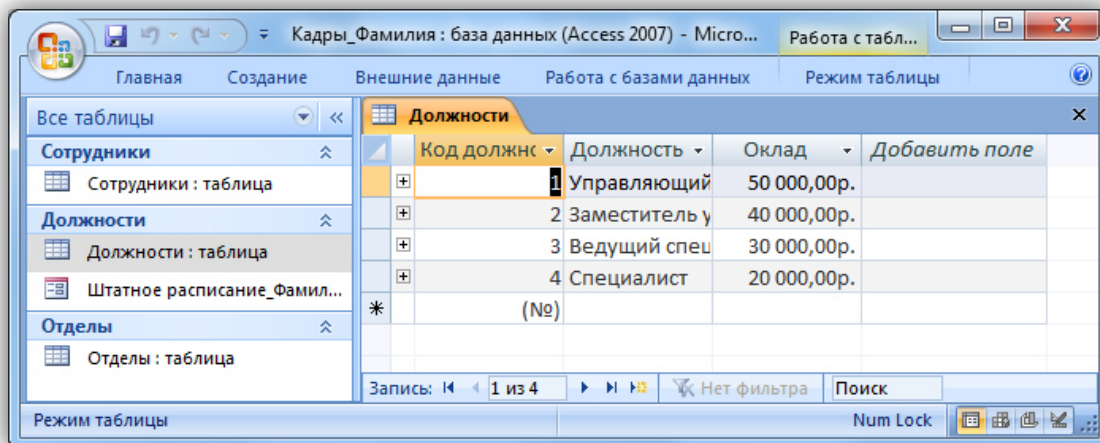 Кадры_Фамилия : база данных (Access 2007) - Micro... Работа с табл...
Главная Создание Внешние данные Работа с базами данных Режим таблицы
Все таблицы
Сотрудники
Сотрудники : таблица
Должности
Должности : таблица
Штатное расписание_Фамил...
Отделы
Отделы : таблица
Должности
Код должнс Должность Оклад Добавить поле
1 Управляющий 50 000,00р.
2 Заместитель у 40 000,00р.
3 Ведущий спец 30 000,00р.
4 Специалист 20 000,00р.
(№)
Запись: 1 из 4 Нет фильтра Поиск
Режим таблицы Num Lock